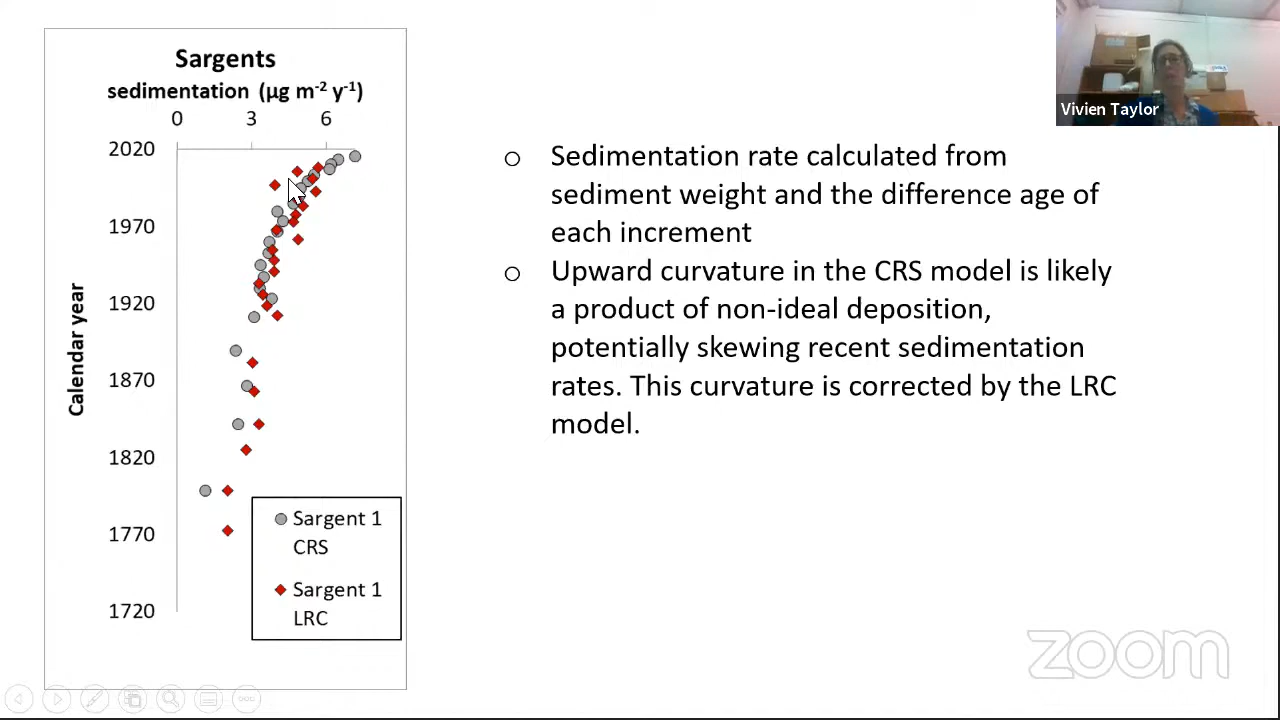 Sargents
sedimentation (µg m-2 y-1)
0 3 6
2020
1970
1920
1870
1820
1770
1720
Calendar year
Sargent 1
CRS
Sargent 1
LRC
o Sedimentation rate calculated from
sediment weight and the difference age of
each increment
o Upward curvature in the CRS model is likely
a product of non-ideal deposition,
potentially skewing recent sedimentation
rates. This curvature is corrected by the LRC
model.
Vivien Taylor
zoom